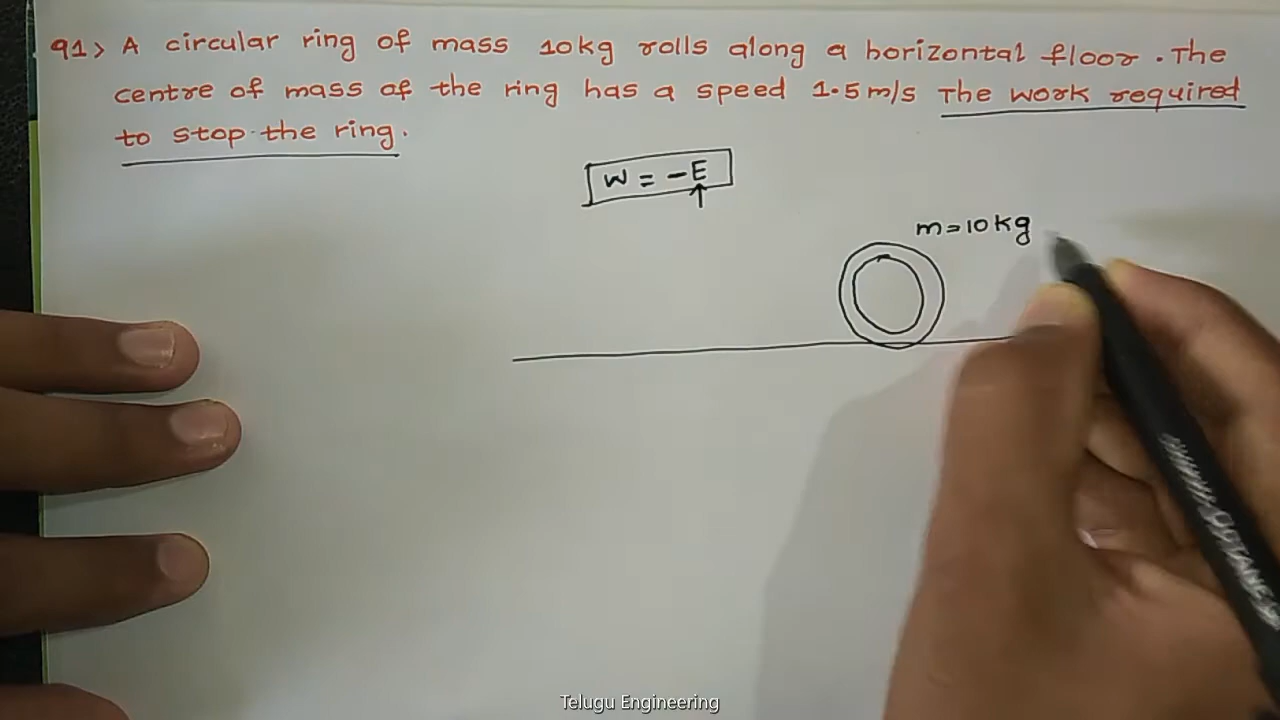 91> A circular ring of mass 10kg rolls along a horizontal floor. The
centre of mass of the ring has a speed 1.5m/s The work required
to stop the ring.
W = -E
m=10kg
Telugu Engineering